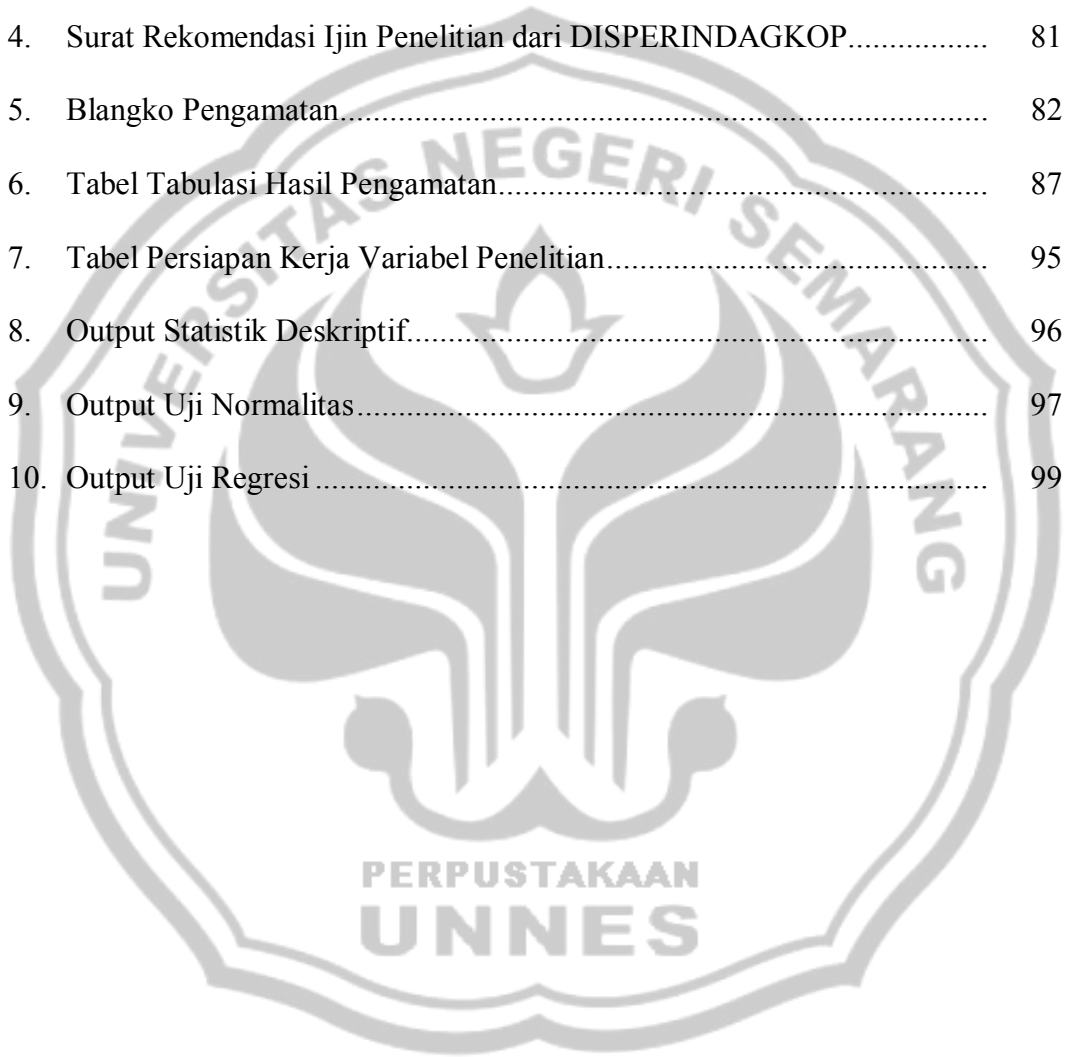 4. Surat Rekomendasi Ijin Penelitian dari DISPERINDAGKOP................. 81
5. Blangko Pengamatan.................................................................................. 82
6. Tabel Tabulasi Hasil Pengamatan.............................................................. 87
7. Tabel Persiapan Kerja Variabel Penelitian................................................ 95
8. Output Statistik Deskriptif......................................................................... 96
9. Output Uji Normalitas................................................................................ 97
10. Output Uji Regresi..................................................................................... 99
UNIVERSITAS NEGERI SEMARANG
PERPUSTAKAAN
UNNES